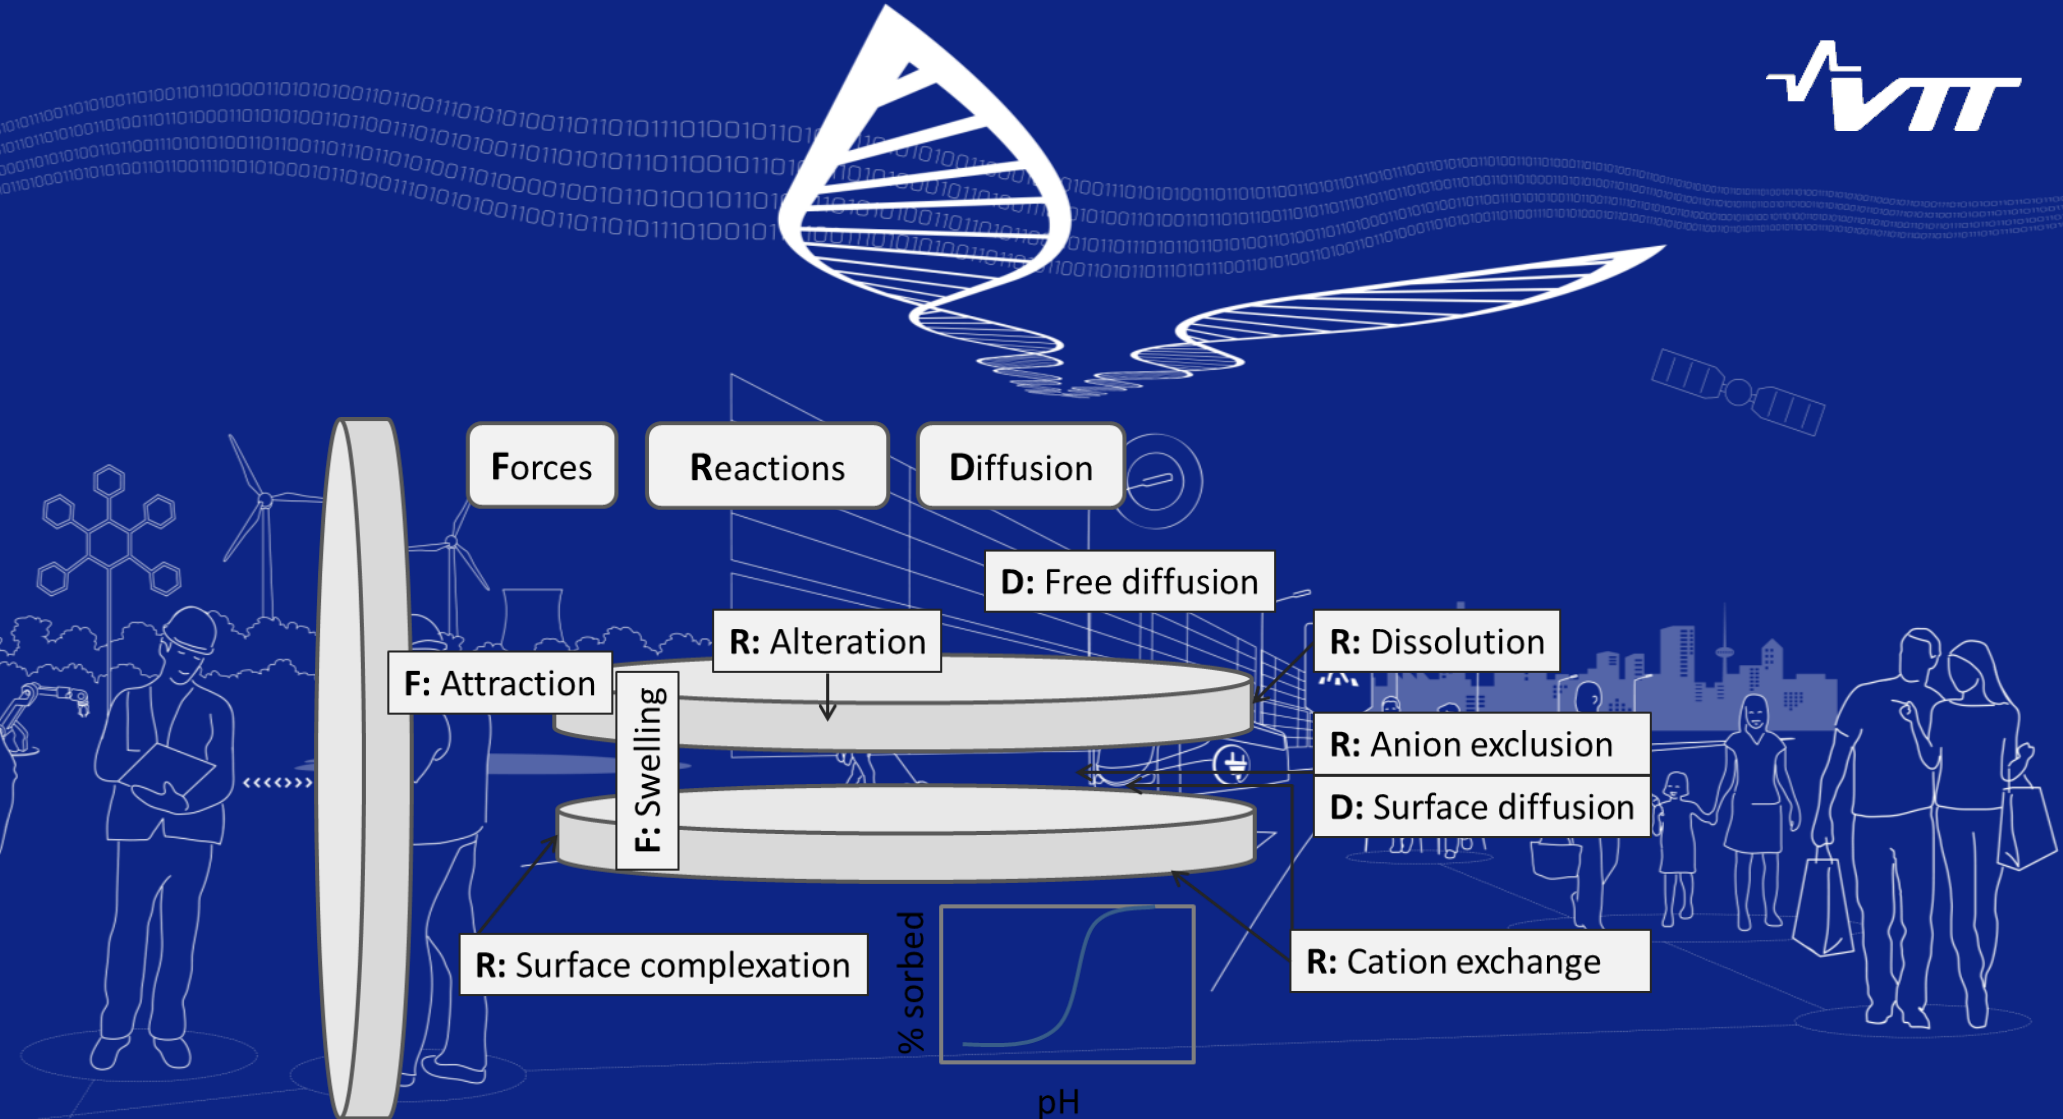 VTT
Forces
Reactions
Diffusion
D: Free diffusion
R: Alteration
R: Dissolution
F: Attraction
F: Swelling
R: Anion exclusion
D: Surface diffusion
R: Surface complexation
R: Cation exchange
% sorbed
pH